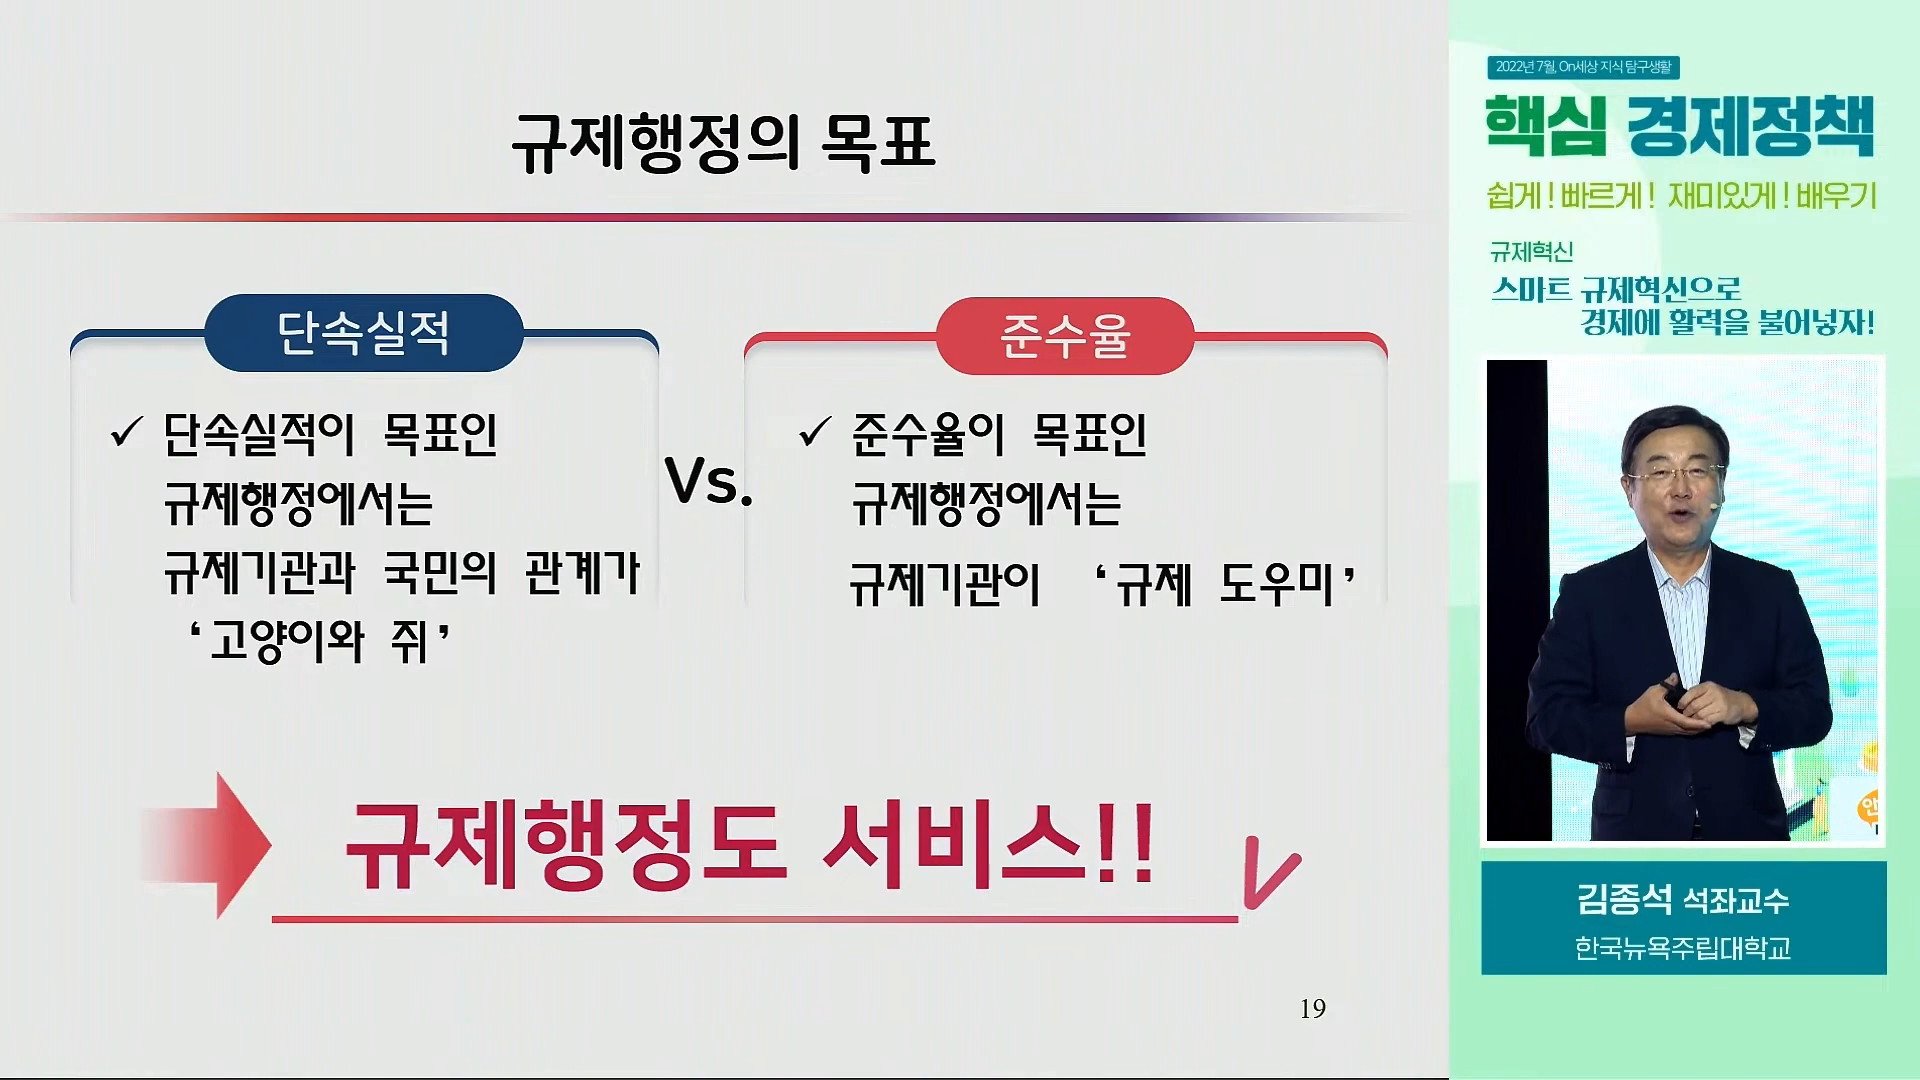 규제행정의 목표
단속실적
✓ 단속실적이 목표인
규제행정에서는
규제기관과 국민의 관계가
‘고양이와 쥐’
Vs.
준수율
✓ 준수율이 목표인
규제행정에서는
규제기관이 ‘규제 도우미’
규제행정도 서비스!!
19
2022년 7월, On세상 지식 탐구생활
핵심 경제정책
쉽게! 빠르게! 재미있게! 배우기
규제혁신
스마트 규제혁신으로
경제에 활력을 불어넣자!
김종석 석좌교수
한국뉴욕주립대학교